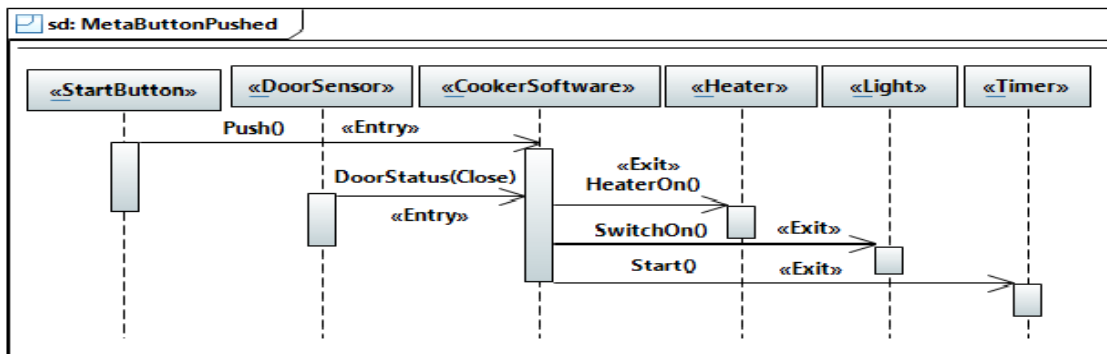 sd: MetaButtonPushed
«StartButton» «DoorSensor» «CookerSoftware» «Heater» «Light» «Timer»
Push() «Entry»
«Exit»
DoorStatus(Close) HeaterOn()
«Entry»
SwitchOn() «Exit»
Start() «Exit»